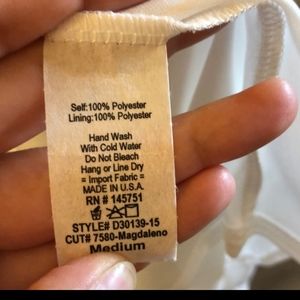 Self:100% Polyester
Lining:100% Polyester
Hand Wash
With Cold Water
Do Not Bleach
Hang or Line Dry
= Import Fabric =
MADE IN U.S.A.
RN # 145751
STYLE# D30139-15
CUT# 7580-Magdaleno
Medium